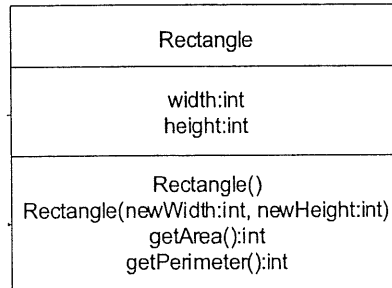 Rectangle
width:int
height:int
Rectangle()
Rectangle(newWidth:int, newHeight:int)
getArea():int
getPerimeter():int